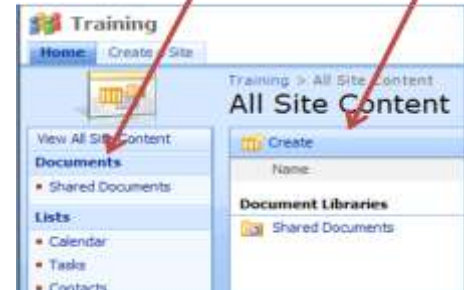 Training
Home Create a Site
Training > All Site Content
All Site Content
View All Site Content
Documents
Shared Documents
Lists
Calendar
Tasks
Contacts
Create
Name
Document Libraries
Shared Documents